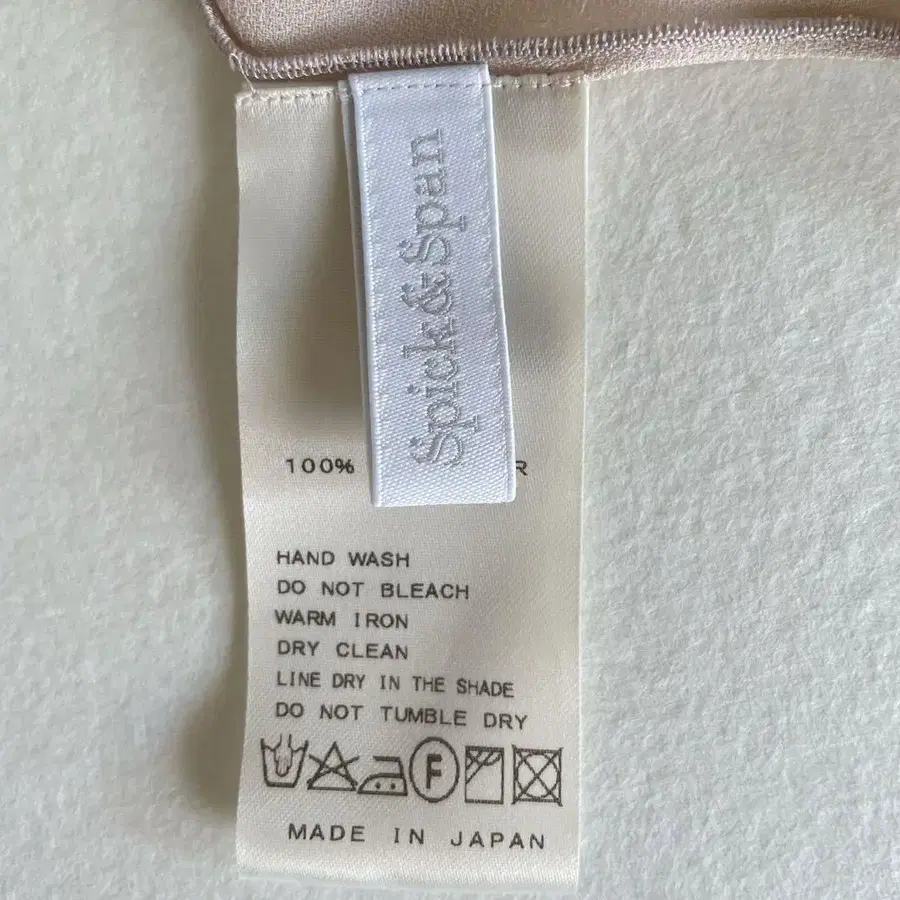 Spick&Span
100% R
HAND WASH
DO NOT BLEACH
WARM IRON
DRY CLEAN
LINE DRY IN THE SHADE
DO NOT TUMBLE DRY
F
MADE IN JAPAN